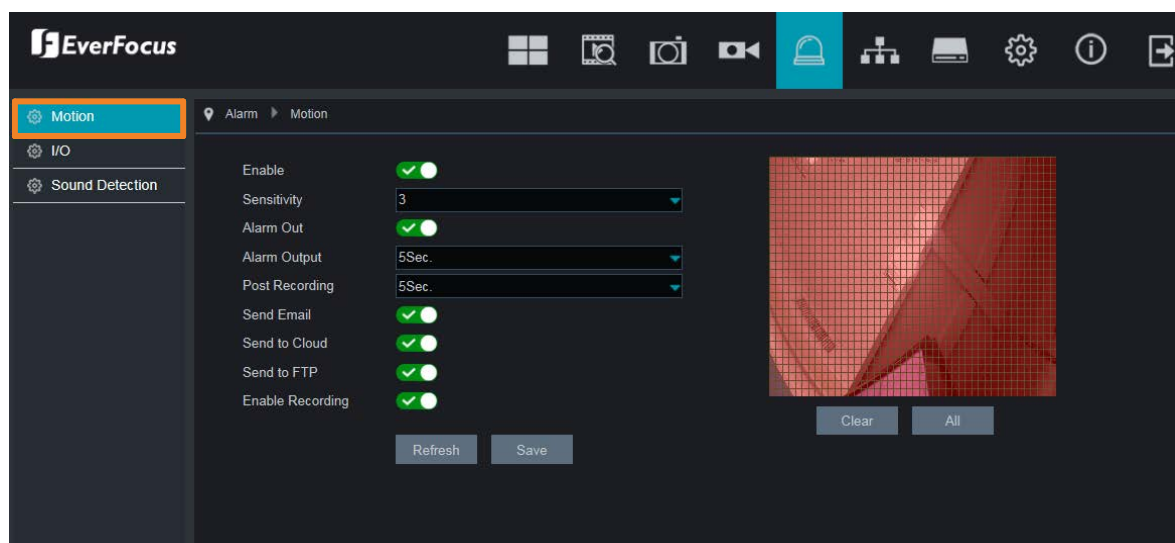 EverFocus
Motion
I/O
Sound Detection
Alarm Motion
Enable
Sensitivity 3
Alarm Out
Alarm Output 5Sec.
Post Recording 5Sec.
Send Email
Send to Cloud
Send to FTP
Enable Recording
Refresh Save
Clear All